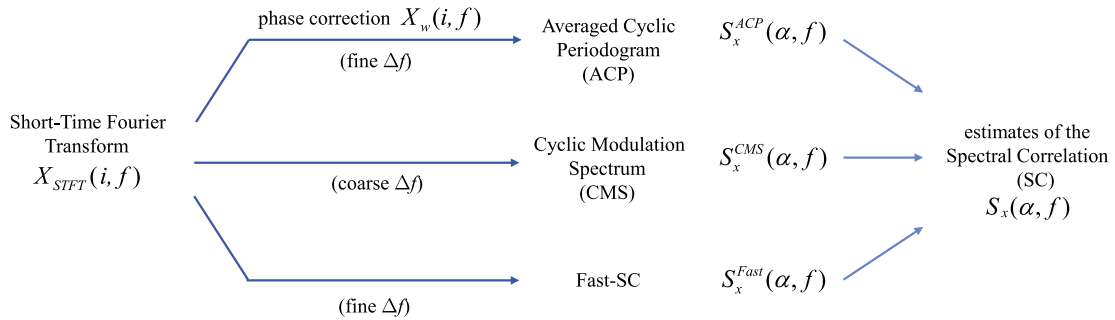 phase correction X_w(i, f)
(fine Δf)
Averaged Cyclic
Periodogram
(ACP)
S_x^{ACP}(α, f)
Short-Time Fourier
Transform
X_{STFT}(i, f)
(coarse Δf)
Cyclic Modulation
Spectrum
(CMS)
S_x^{CMS}(α, f)
estimates of the
Spectral Correlation
(SC)
S_x(α, f)
(fine Δf)
Fast-SC
S_x^{Fast}(α, f)